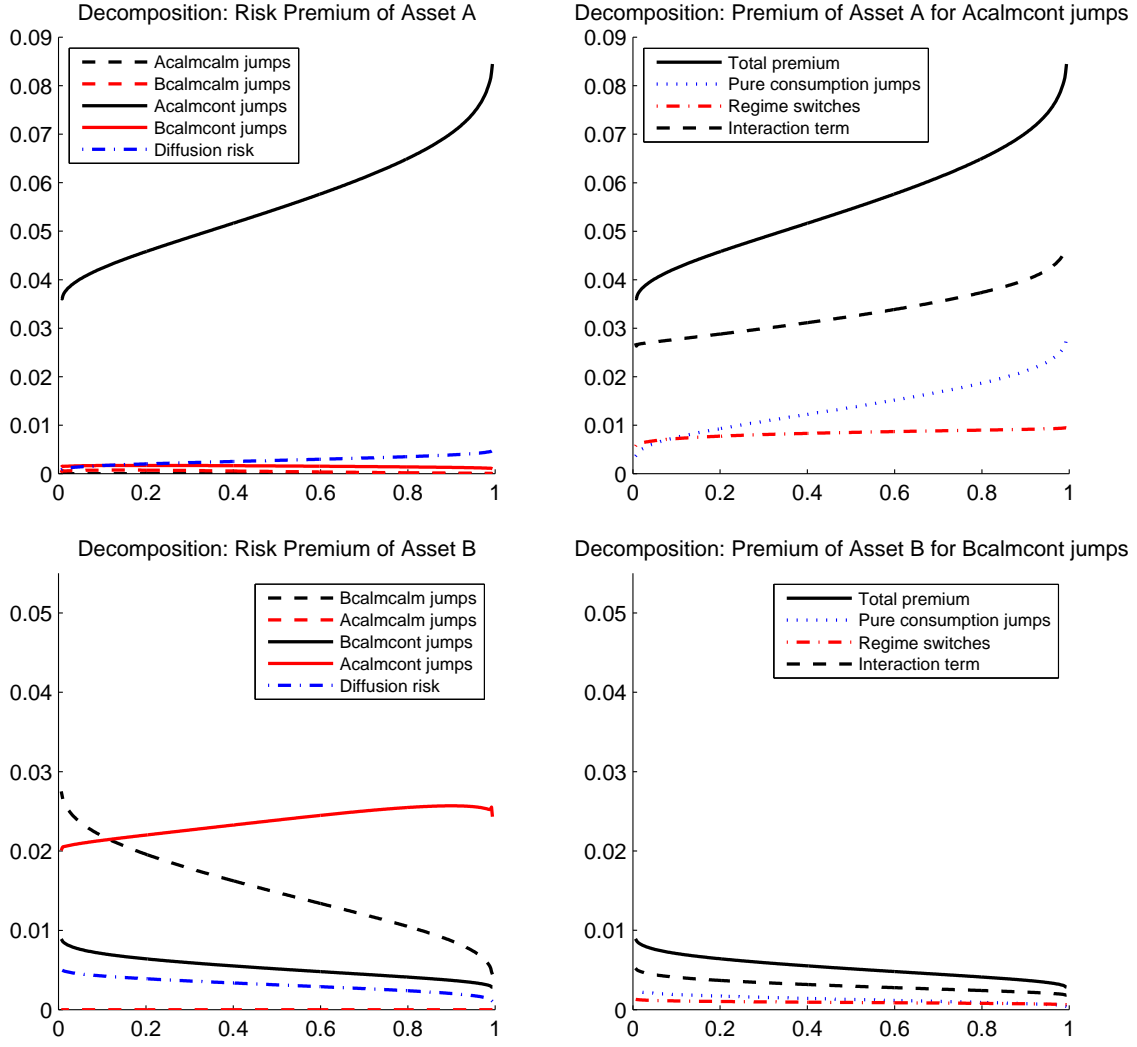 Decomposition: Risk Premium of Asset A
0.09
0.08
0.07
0.06
0.05
0.04
0.03
0.02
0.01
0
0 0.2 0.4 0.6 0.8 1
Acalmcalm jumps
Bcalmcalm jumps
Acalmcont jumps
Bcalmcont jumps
Diffusion risk
Decomposition: Premium of Asset A for Acalmcont jumps
0.09
0.08
0.07
0.06
0.05
0.04
0.03
0.02
0.01
0
0 0.2 0.4 0.6 0.8 1
Total premium
Pure consumption jumps
Regime switches
Interaction term
Decomposition: Risk Premium of Asset B
0.05
0.04
0.03
0.02
0.01
0
0 0.2 0.4 0.6 0.8 1
Bcalmcalm jumps
Acalmcalm jumps
Bcalmcont jumps
Acalmcont jumps
Diffusion risk
Decomposition: Premium of Asset B for Bcalmcont jumps
0.05
0.04
0.03
0.02
0.01
0
0 0.2 0.4 0.6 0.8 1
Total premium
Pure consumption jumps
Regime switches
Interaction term